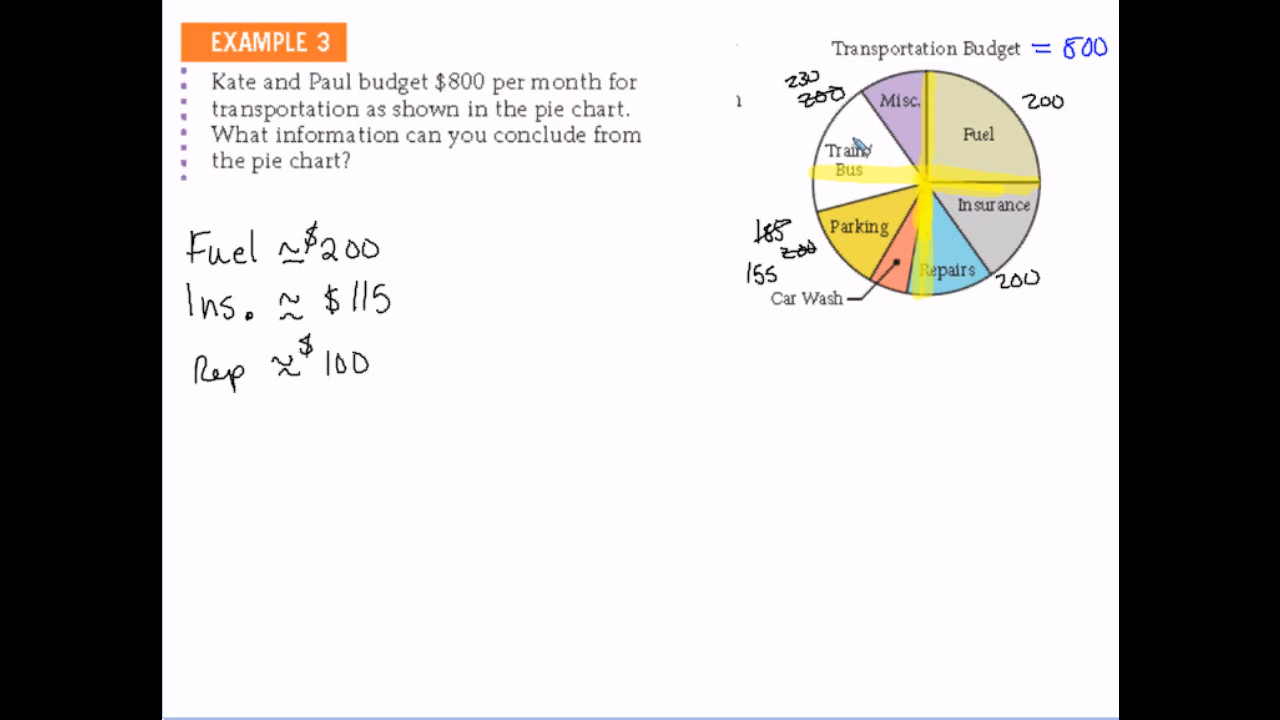 EXAMPLE 3
Kate and Paul budget $800 per month for
transportation as shown in the pie chart.
What information can you conclude from
the pie chart?
Fuel ≈ $200
Ins. ≈ $115
Rep ≈ $100
Transportation Budget = 800
230
200
Misc.
200
Fuel
Train/
Bus
Insurance
185
Parking
200
155
Repairs
200
Car Wash